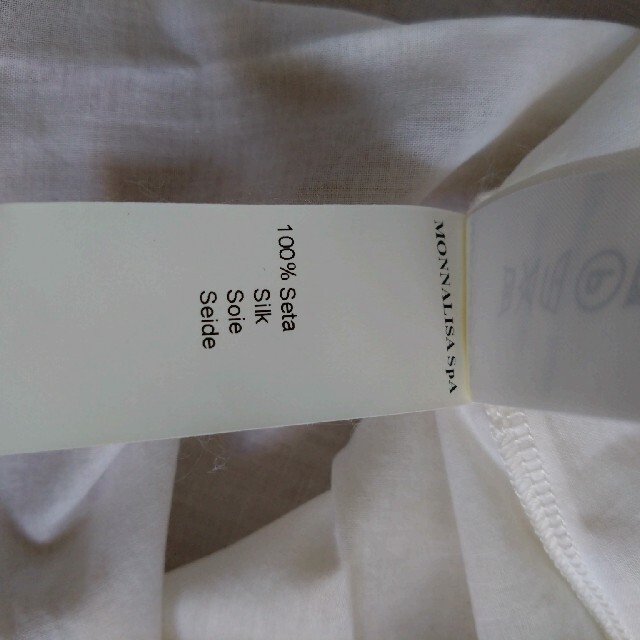 MONNALISA SpA
100% Seta
Silk
Soie
Seide